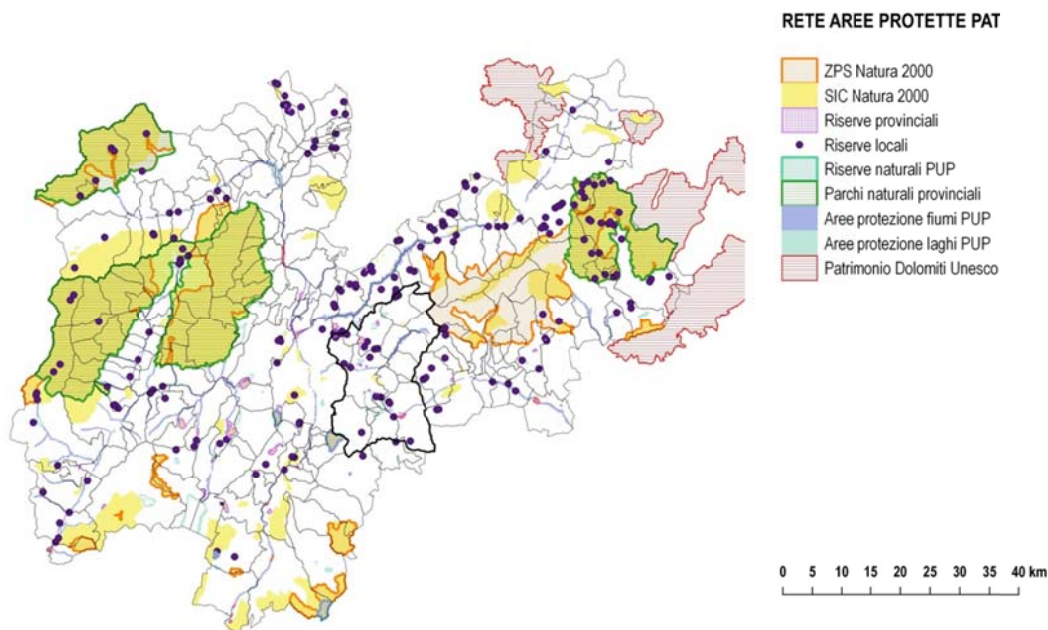 RETE AREE PROTETTE PAT
ZPS Natura 2000
SIC Natura 2000
Riserve provinciali
Riserve locali
Riserve naturali PUP
Parchi naturali provinciali
Aree protezione fiumi PUP
Aree protezione laghi PUP
Patrimonio Dolomiti Unesco
0 5 10 15 20 25 30 35 40 km